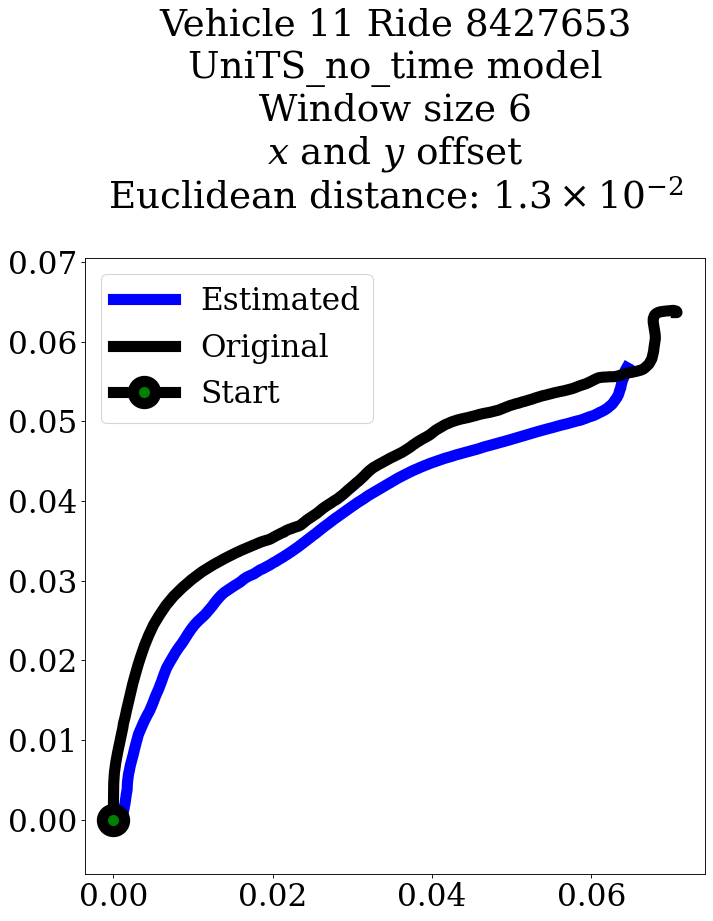 Vehicle 11 Ride 8427653
UniTS_no_time model
Window size 6
x and y offset
Euclidean distance: 1.3 × 10⁻²
0.07
0.06
0.05
0.04
0.03
0.02
0.01
0.00
Estimated
Original
Start
0.00 0.02 0.04 0.06